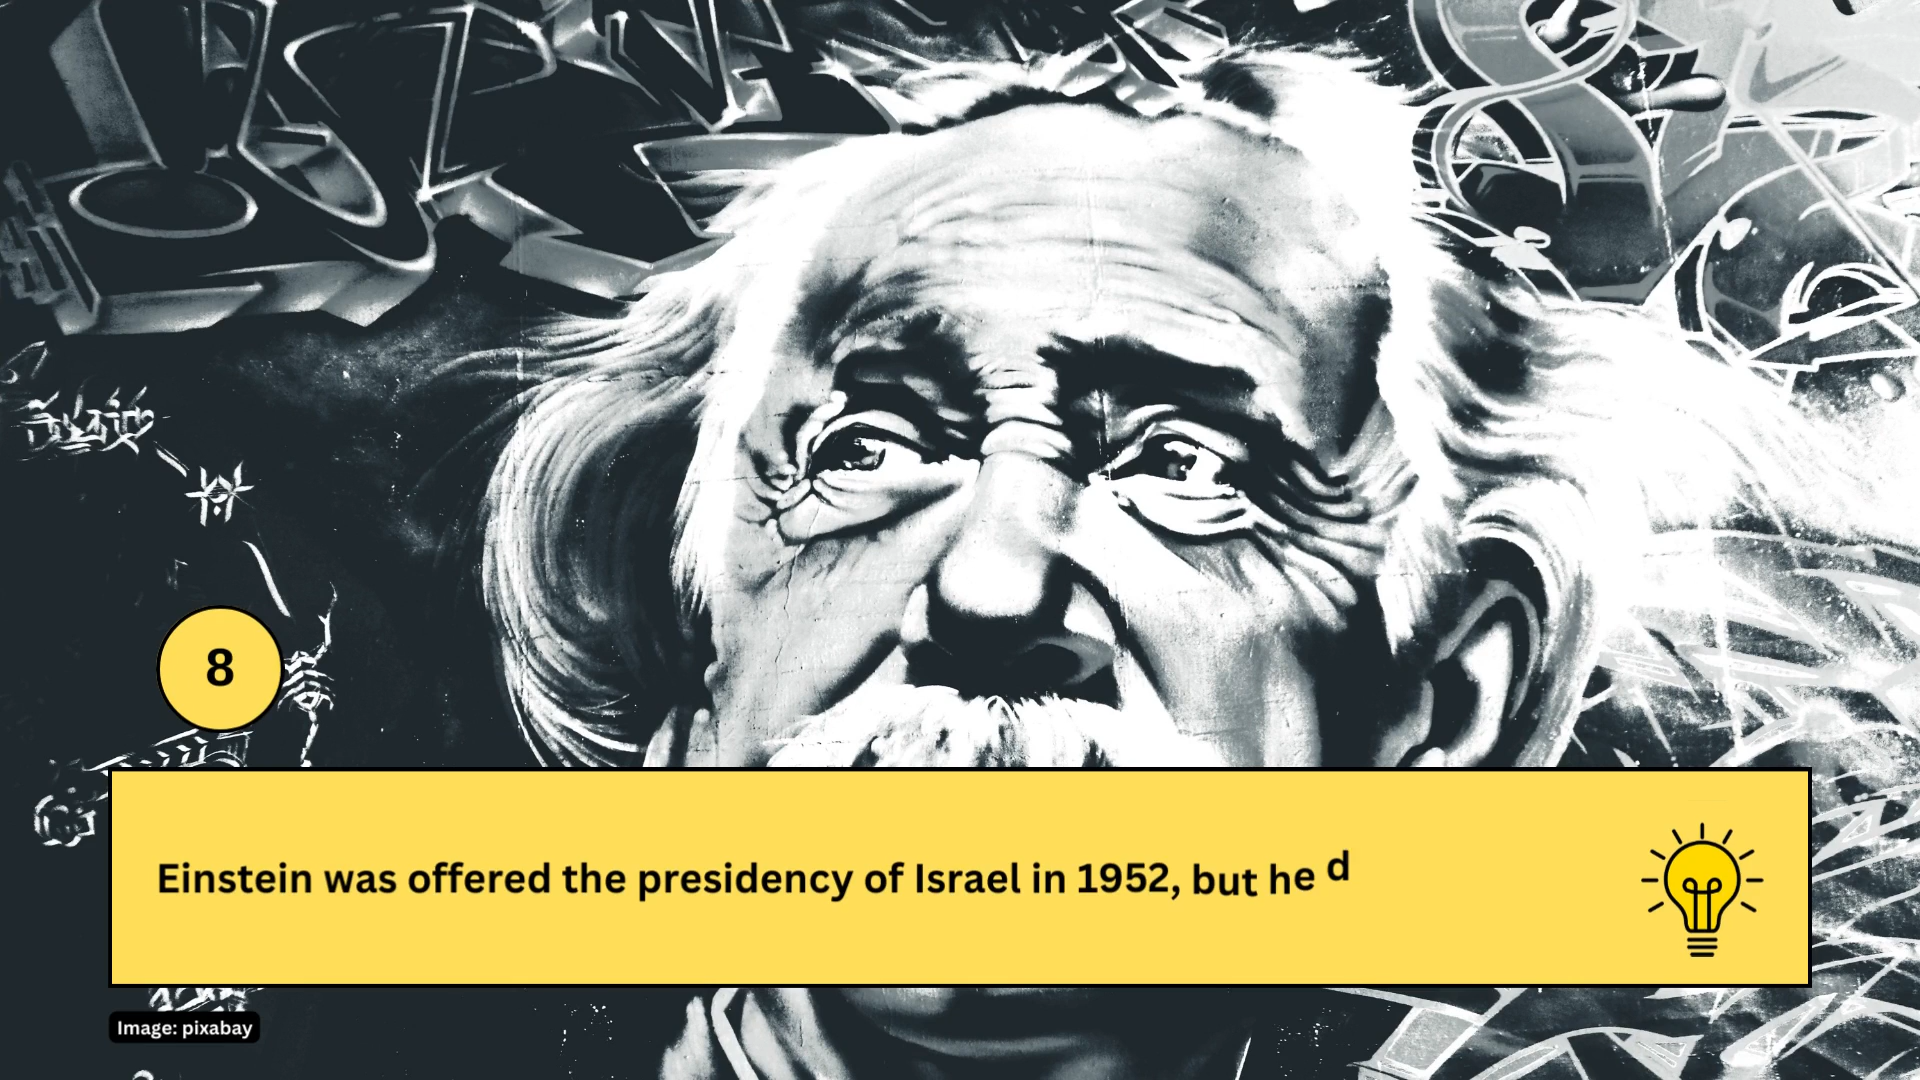 8
Einstein was offered the presidency of Israel in 1952, but he d
Image: pixabay